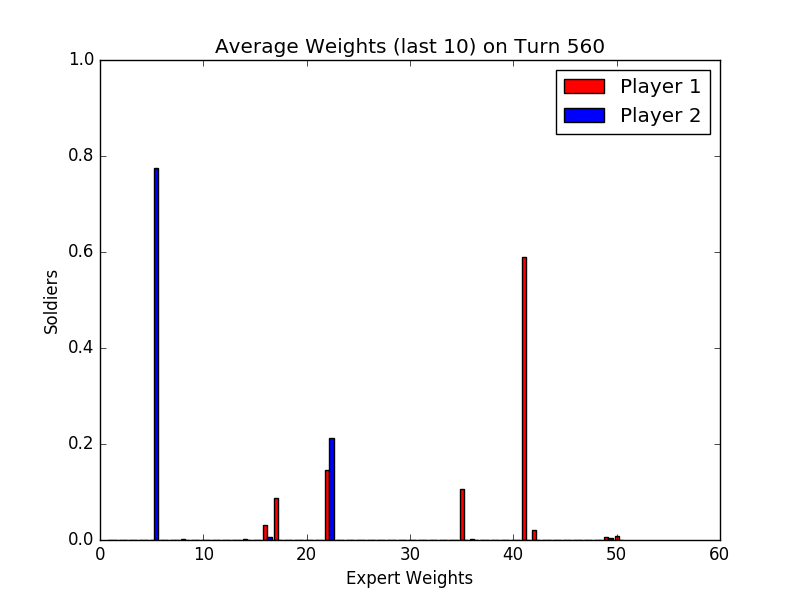 Average Weights (last 10) on Turn 560
1.0
0.8
0.6
0.4
0.2
0.0
Soldiers
Player 1
Player 2
0 10 20 30 40 50 60
Expert Weights